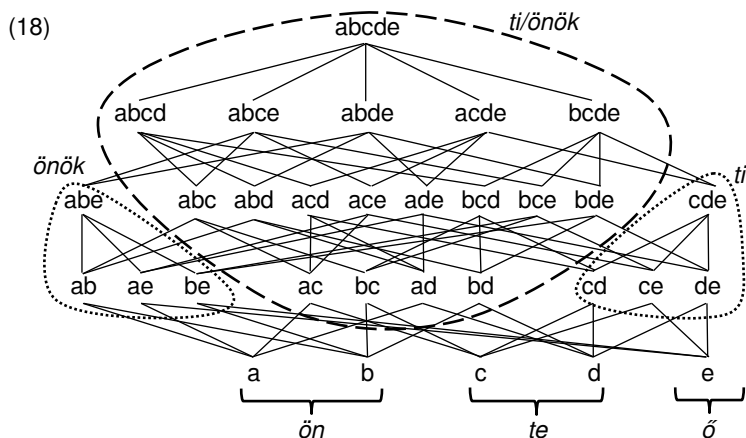 (18)
abcde
ti/önök
abcd abce abde acde bcde
önök
ti
abe abc abd acd ace ade bcd bce bde cde
ab ae be ac bc ad bd cd ce de
a b c d e
ön te ő